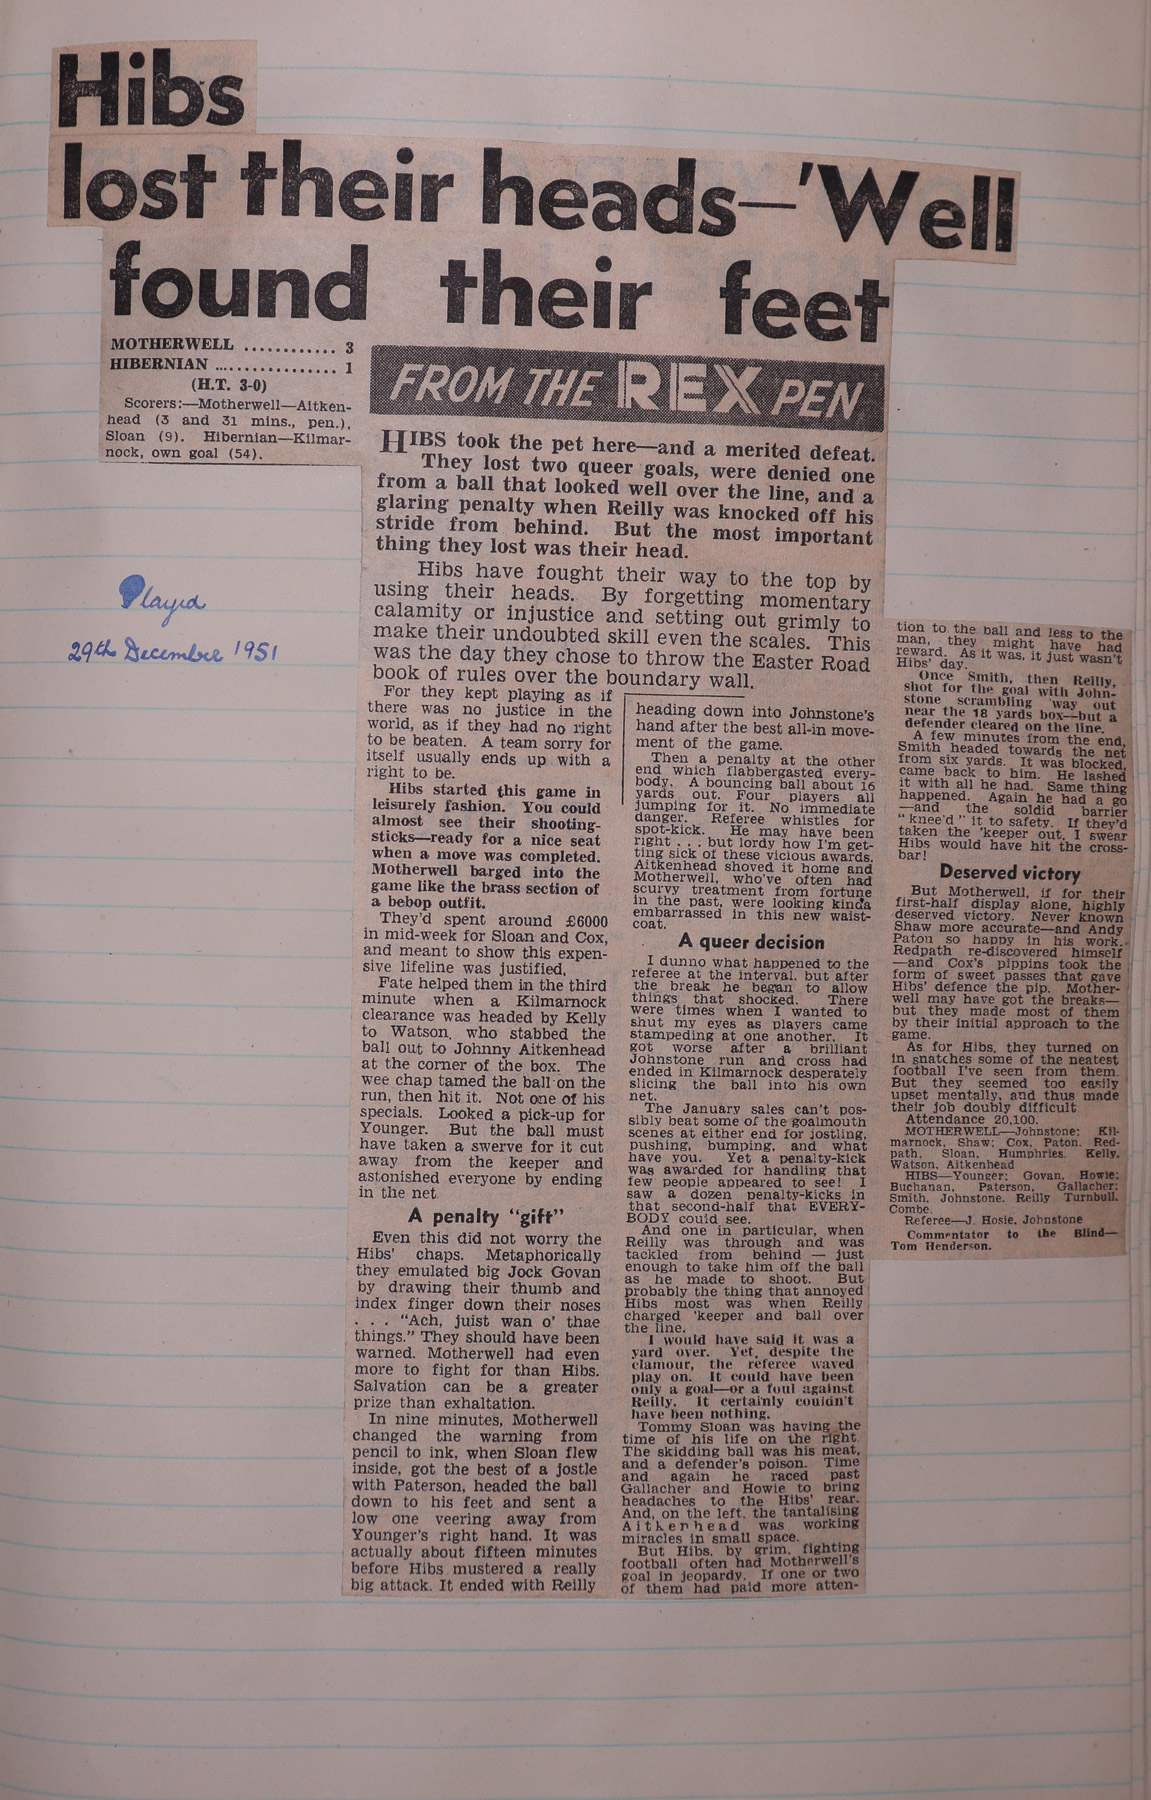 Hibs
lost their heads—'Well
found their feet
MOTHERWELL ............ 3
HIBERNIAN ................ 1
(H.T. 3-0)
Scorers:—Motherwell—Aitken-
head (3 and 31 mins., pen.),
Sloan (9). Hibernian—Kilmar-
nock, own goal (54).
Played
29th December 1951
FROM THE REX PEN
HIBS took the pet here—and a merited defeat.
They lost two queer goals, were denied one
from a ball that looked well over the line, and a
glaring penalty when Reilly was knocked off his
stride from behind. But the most important
thing they lost was their head.
Hibs have fought their way to the top by
using their heads. By forgetting momentary
calamity or injustice and setting out grimly to
make their undoubted skill even the scales. This
was the day they chose to throw the Easter Road
book of rules over the boundary wall.
For they kept playing as if
there was no justice in the
world, as if they had no right
to be beaten. A team sorry for
itself usually ends up with a
right to be.
Hibs started this game in
leisurely fashion. You could
almost see their shooting-
sticks—ready for a nice seat
when a move was completed.
Motherwell barged into the
game like the brass section of
a bebop outfit.
They'd spent around £6000
in mid-week for Sloan and Cox,
and meant to show this expen-
sive lifeline was justified.
Fate helped them in the third
minute when a Kilmarnock
clearance was headed by Kelly
to Watson, who stabbed the
ball out to Johnny Aitkenhead
at the corner of the box. The
wee chap tamed the ball on the
run, then hit it. Not one of his
specials. Looked a pick-up for
Younger. But the ball must
have taken a swerve for it cut
away from the keeper and
astonished everyone by ending
in the net.
A penalty "gift"
Even this did not worry the
Hibs' chaps. Metaphorically
they emulated big Jock Govan
by drawing their thumb and
index finger down their noses
. . . "Ach, juist wan o' thae
things." They should have been
warned. Motherwell had even
more to fight for than Hibs.
Salvation can be a greater
prize than exhaltation.
In nine minutes, Motherwell
changed the warning from
pencil to ink, when Sloan flew
inside, got the best of a jostle
with Paterson, headed the ball
down to his feet and sent a
low one veering away from
Younger's right hand. It was
actually about fifteen minutes
before Hibs mustered a really
big attack. It ended with Reilly
heading down into Johnstone's
hand after the best all-in move-
ment of the game.
Then a penalty at the other
end which flabbergasted every-
body. A bouncing ball about 16
yards out. Four players all
jumping for it. No immediate
danger. Referee whistles for
spot-kick. He may have been
right . . . but lordy how I'm get-
ting sick of these vicious awards.
Aitkenhead shoved it home and
Motherwell, who've often had
scurvy treatment from fortune
in the past, were looking kinda
embarrassed in this new waist-
coat.
A queer decision
I dunno what happened to the
referee at the interval, but after
the break he began to allow
things that shocked. There
were times when I wanted to
shut my eyes as players came
stampeding at one another. It
got worse after a brilliant
Johnstone run and cross had
ended in Kilmarnock desperately
slicing the ball into his own
net.
The January sales can't pos-
sibly beat some of the goalmouth
scenes at either end for jostling,
pushing, bumping, and what
have you. Yet a penalty-kick
was awarded for handling that
few people appeared to see! I
saw a dozen penalty-kicks in
that second-half that EVERY-
BODY could see.
And one in particular, when
Reilly was through and was
tackled from behind — just
enough to take him off the ball
as he made to shoot. But
probably the thing that annoyed
Hibs most was when Reilly
charged 'keeper and ball over
the line.
I would have said it was a
yard over. Yet, despite the
clamour, the referee waved
play on. It could have been
only a goal—or a foul against
Reilly. It certainly couldn't
have been nothing.
Tommy Sloan was having the
time of his life on the right.
The skidding ball was his meat,
and a defender's poison. Time
and again he raced past
Gallacher and Howie to bring
headaches to the Hibs' rear.
And, on the left, the tantalising
Aitkenhead was working
miracles in small space.
But Hibs, by grim, fighting
football often had Motherwell's
goal in jeopardy. If one or two
of them had paid more atten-
tion to the ball and less to the
man, they might have had
reward. As it was, it just wasn't
Hibs' day.
Once Smith, then Reilly,
shot for the goal with John-
stone scrambling 'way out
near the 18 yards box—but a
defender cleared on the line.
A few minutes from the end,
Smith headed towards the net
from six yards. It was blocked,
came back to him. He lashed
it with all he had. Same thing
happened. Again he had a go
—and the soldid barrier
"knee'd" it to safety. If they'd
taken the 'keeper out, I swear
Hibs would have hit the cross-
bar!
Deserved victory
But Motherwell, if for their
first-half display alone, highly
deserved victory. Never known
Shaw more accurate—and Andy
Paton so happy in his work.
Redpath re-discovered himself
—and Cox's pippins took the
form of sweet passes that gave
Hibs' defence the pip. Mother-
well may have got the breaks—
but they made most of them
by their initial approach to the
game.
As for Hibs, they turned on
in snatches some of the neatest
football I've seen from them.
But they seemed too easily
upset mentally, and thus made
their job doubly difficult
Attendance 20,100.
MOTHERWELL—Johnstone; Kil-
marnock, Shaw; Cox, Paton, Red-
path, Sloan, Humphries, Kelly,
Watson, Aitkenhead
HIBS—Younger; Govan, Howie;
Buchanan, Paterson, Gallacher;
Smith, Johnstone, Reilly Turnbull,
Combe.
Referee—J. Hosie, Johnstone
Commentator to the Blind—
Tom Henderson.